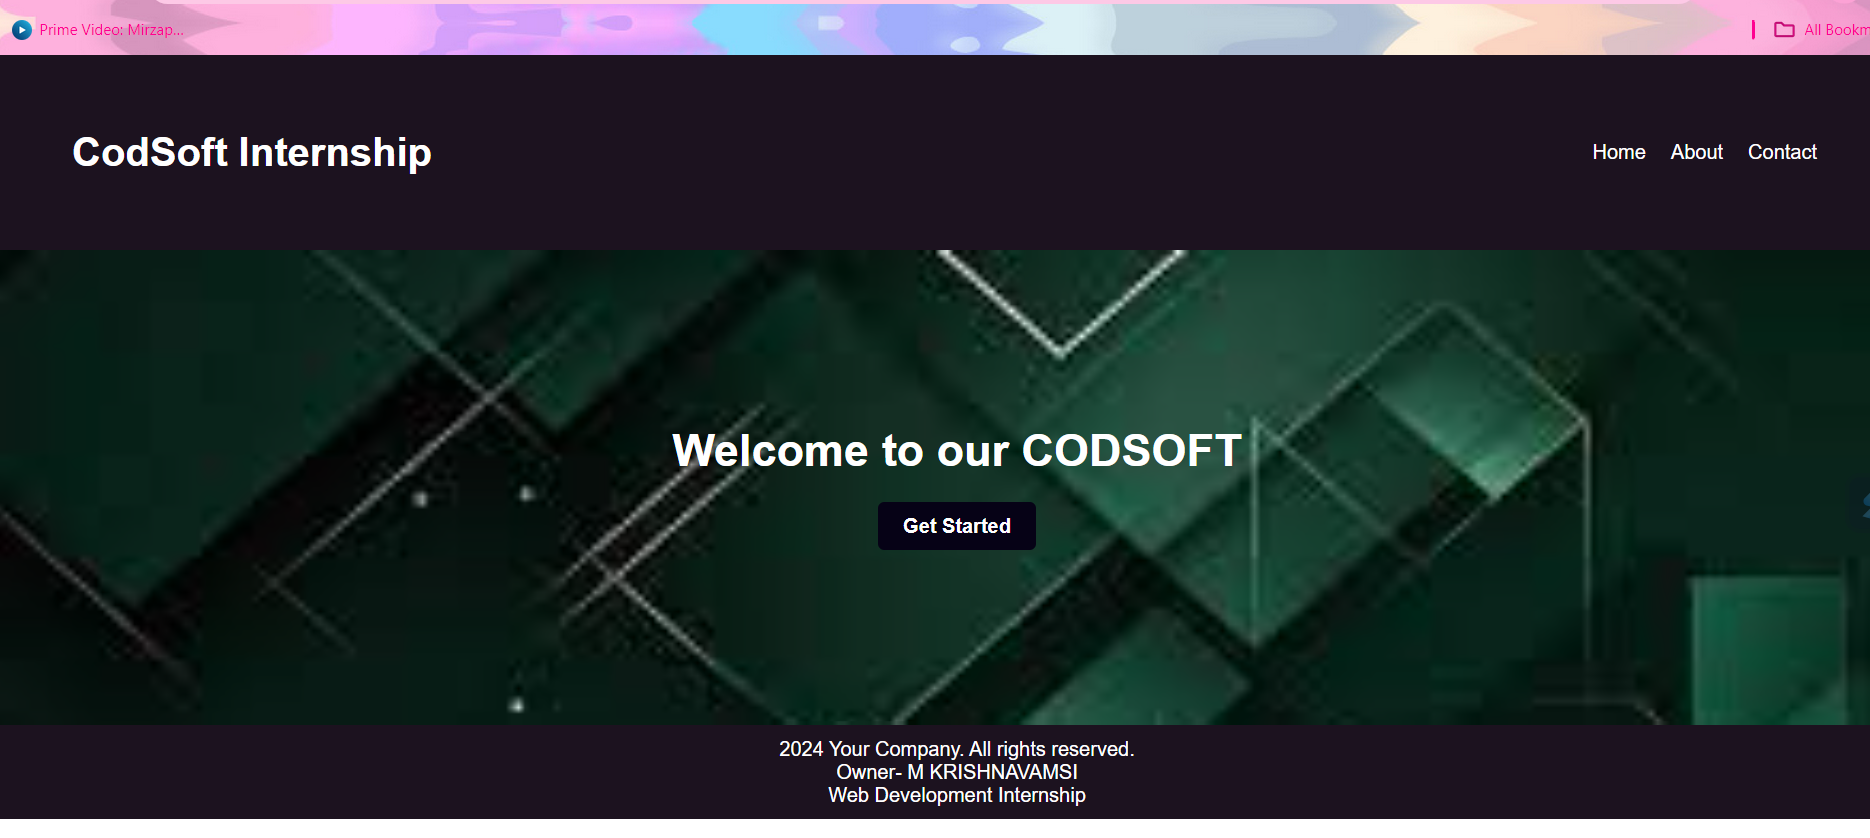 Prime Video: Mirzap...
All Bookm
CodSoft Internship
Home About Contact
Welcome to our CODSOFT
Get Started
2024 Your Company. All rights reserved.
Owner- M KRISHNAVAMSI
Web Development Internship